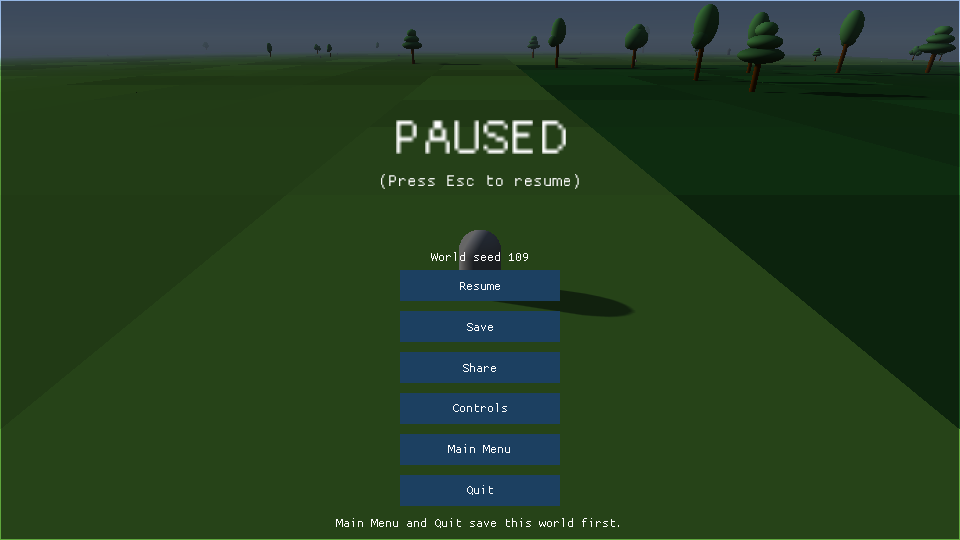 PAUSED
(Press Esc to resume)
World seed 109
Resume
Save
Share
Controls
Main Menu
Quit
Main Menu and Quit save this world first.